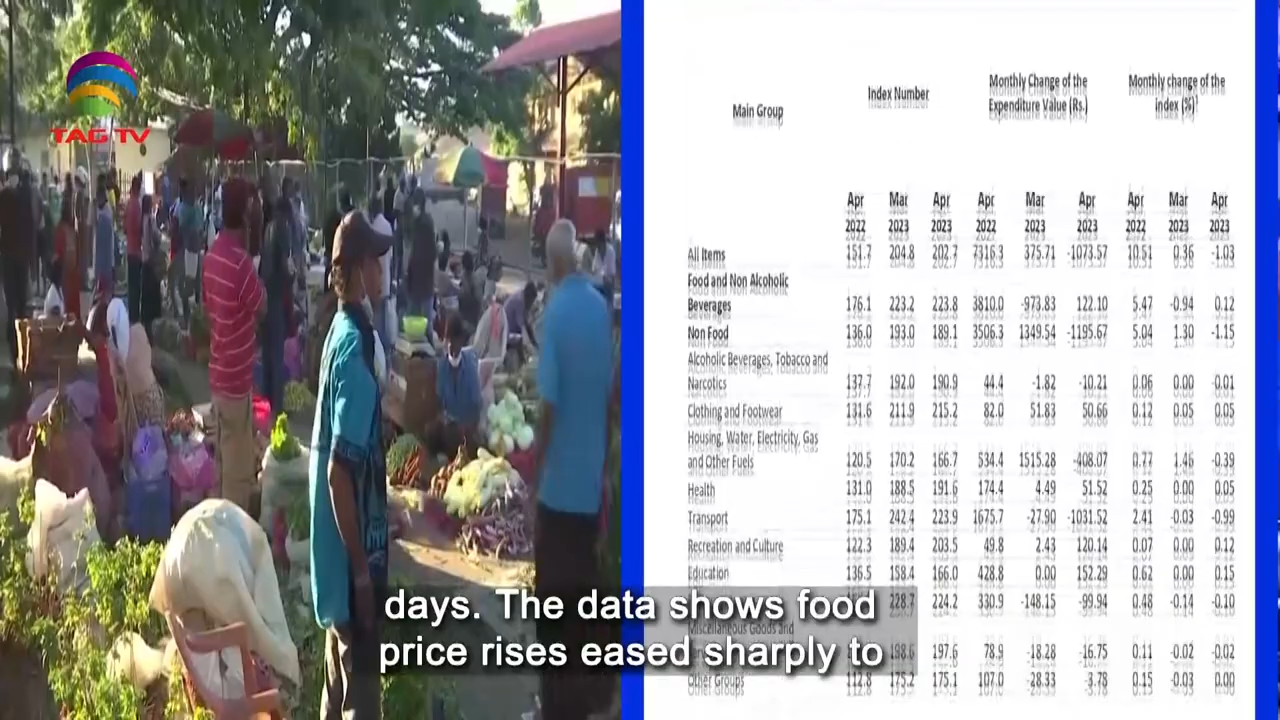 TAG TV
Main Group
Index Number
Monthly Change of the
Expenditure Value (Rs.)
Monthly change of the
index (%)
Apr Mar Apr Apr Mar Apr Apr Mar Apr
2022 2023 2023 2022 2023 2023 2022 2023 2023
All Items 151.7 204.8 202.7 7316.3 375.71 -1073.57 10.51 0.36 -1.03
Food and Non Alcoholic
Beverages 176.1 223.2 223.8 3810.0 -973.83 122.10 5.47 -0.94 0.12
Non Food 136.0 193.0 189.1 3506.3 1349.54 -1195.67 5.04 1.30 -1.15
Alcoholic Beverages, Tobacco and
Narcotics 137.7 192.0 190.9 44.4 -1.82 -10.21 0.06 0.00 -0.01
Clothing and Footwear 131.6 211.9 215.2 82.0 51.83 50.66 0.12 0.05 0.05
Housing, Water, Electricity, Gas
and Other Fuels 120.5 170.2 166.7 534.4 1515.28 -408.07 0.77 1.46 -0.39
Health 131.0 188.5 191.6 174.4 4.49 51.52 0.25 0.00 0.05
Transport 175.1 242.4 223.9 1675.7 -27.90 -1031.52 2.41 -0.03 -0.99
Recreation and Culture 122.3 189.4 203.5 49.8 2.43 120.14 0.07 0.00 0.12
Education 136.5 158.4 166.0 428.8 0.00 152.29 0.62 0.00 0.15
228.7 224.2 330.9 -148.15 -99.94 0.48 -0.14 -0.10
Miscellaneous Goods and
198.6 197.6 78.9 -18.28 -16.75 0.11 -0.02 -0.02
Other Groups 112.8 175.2 175.1 107.0 -28.33 -3.78 0.15 -0.03 0.00
days. The data shows food
price rises eased sharply to